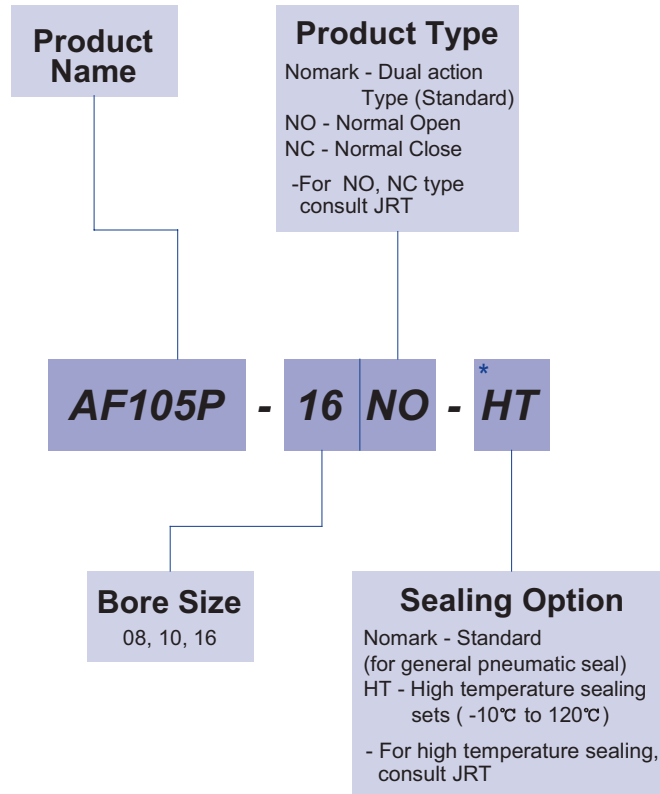 Product
Name
Product Type
Nomark - Dual action
Type (Standard)
NO - Normal Open
NC - Normal Close
-For NO, NC type
consult JRT
AF105P - 16 NO - *HT
Bore Size
08, 10, 16
Sealing Option
Nomark - Standard
(for general pneumatic seal)
HT - High temperature sealing
sets ( -10℃ to 120℃)
- For high temperature sealing,
consult JRT